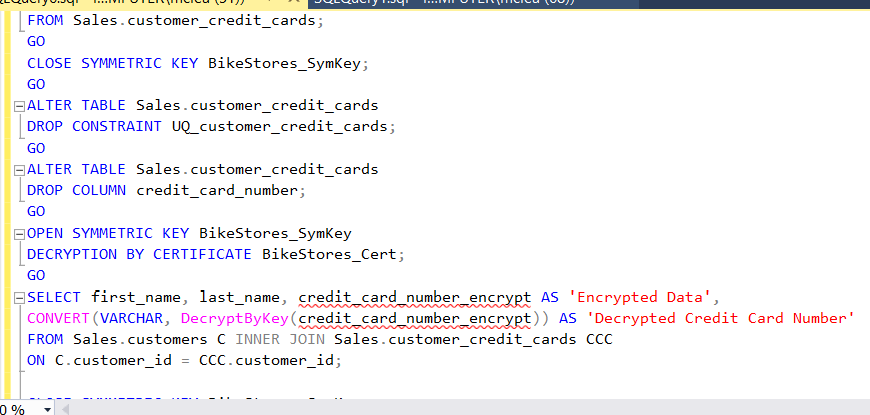 FROM Sales.customer_credit_cards;
GO
CLOSE SYMMETRIC KEY BikeStores_SymKey;
GO
ALTER TABLE Sales.customer_credit_cards
DROP CONSTRAINT UQ_customer_credit_cards;
GO
ALTER TABLE Sales.customer_credit_cards
DROP COLUMN credit_card_number;
GO
OPEN SYMMETRIC KEY BikeStores_SymKey
DECRYPTION BY CERTIFICATE BikeStores_Cert;
GO
SELECT first_name, last_name, credit_card_number_encrypt AS 'Encrypted Data',
CONVERT(VARCHAR, DecryptByKey(credit_card_number_encrypt)) AS 'Decrypted Credit Card Number'
FROM Sales.customers C INNER JOIN Sales.customer_credit_cards CCC
ON C.customer_id = CCC.customer_id;
0 %